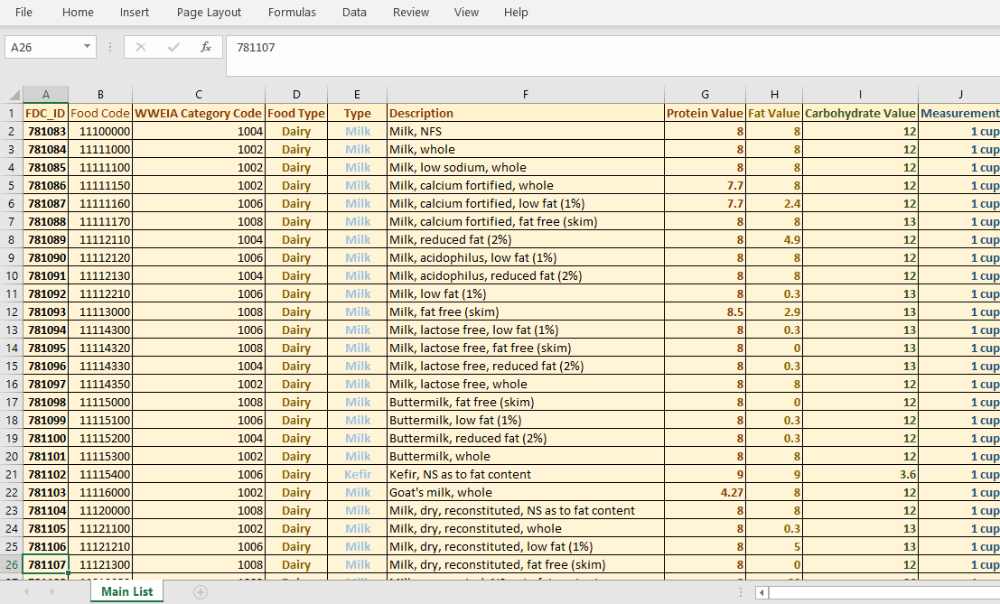 File Home Insert Page Layout Formulas Data Review View Help
A26 fx 781107
A B C D E F G H I J
1 FDC_ID Food Code WWEIA Category Code Food Type Type Description Protein Value Fat Value Carbohydrate Value Measurement
2 781083 11100000 1004 Dairy Milk Milk, NFS 8 8 12 1 cup
3 781084 11111000 1002 Dairy Milk Milk, whole 8 8 12 1 cup
4 781085 11111100 1002 Dairy Milk Milk, low sodium, whole 8 8 12 1 cup
5 781086 11111150 1002 Dairy Milk Milk, calcium fortified, whole 7.7 8 12 1 cup
6 781087 11111160 1006 Dairy Milk Milk, calcium fortified, low fat (1%) 7.7 2.4 12 1 cup
7 781088 11111170 1008 Dairy Milk Milk, calcium fortified, fat free (skim) 8 8 13 1 cup
8 781089 11112110 1004 Dairy Milk Milk, reduced fat (2%) 8 4.9 12 1 cup
9 781090 11112120 1006 Dairy Milk Milk, acidophilus, low fat (1%) 8 8 12 1 cup
10 781091 11112130 1004 Dairy Milk Milk, acidophilus, reduced fat (2%) 8 8 12 1 cup
11 781092 11112210 1006 Dairy Milk Milk, low fat (1%) 8 0.3 13 1 cup
12 781093 11113000 1008 Dairy Milk Milk, fat free (skim) 8.5 2.9 13 1 cup
13 781094 11114300 1006 Dairy Milk Milk, lactose free, low fat (1%) 8 0.3 13 1 cup
14 781095 11114320 1008 Dairy Milk Milk, lactose free, fat free (skim) 8 0 13 1 cup
15 781096 11114330 1004 Dairy Milk Milk, lactose free, reduced fat (2%) 8 0.3 13 1 cup
16 781097 11114350 1002 Dairy Milk Milk, lactose free, whole 8 8 12 1 cup
17 781098 11115000 1008 Dairy Milk Buttermilk, fat free (skim) 8 0 12 1 cup
18 781099 11115100 1006 Dairy Milk Buttermilk, low fat (1%) 8 0.3 12 1 cup
19 781100 11115200 1004 Dairy Milk Buttermilk, reduced fat (2%) 8 0.3 12 1 cup
20 781101 11115300 1002 Dairy Milk Buttermilk, whole 8 8 12 1 cup
21 781102 11115400 1006 Dairy Kefir Kefir, NS as to fat content 9 9 3.6 1 cup
22 781103 11116000 1002 Dairy Milk Goat's milk, whole 4.27 8 12 1 cup
23 781104 11120000 1008 Dairy Milk Milk, dry, reconstituted, NS as to fat content 8 8 12 1 cup
24 781105 11121100 1002 Dairy Milk Milk, dry, reconstituted, whole 8 0.3 13 1 cup
25 781106 11121210 1006 Dairy Milk Milk, dry, reconstituted, low fat (1%) 8 5 13 1 cup
26 781107 11121300 1008 Dairy Milk Milk, dry, reconstituted, fat free (skim) 8 0 12 1 cup
Main List